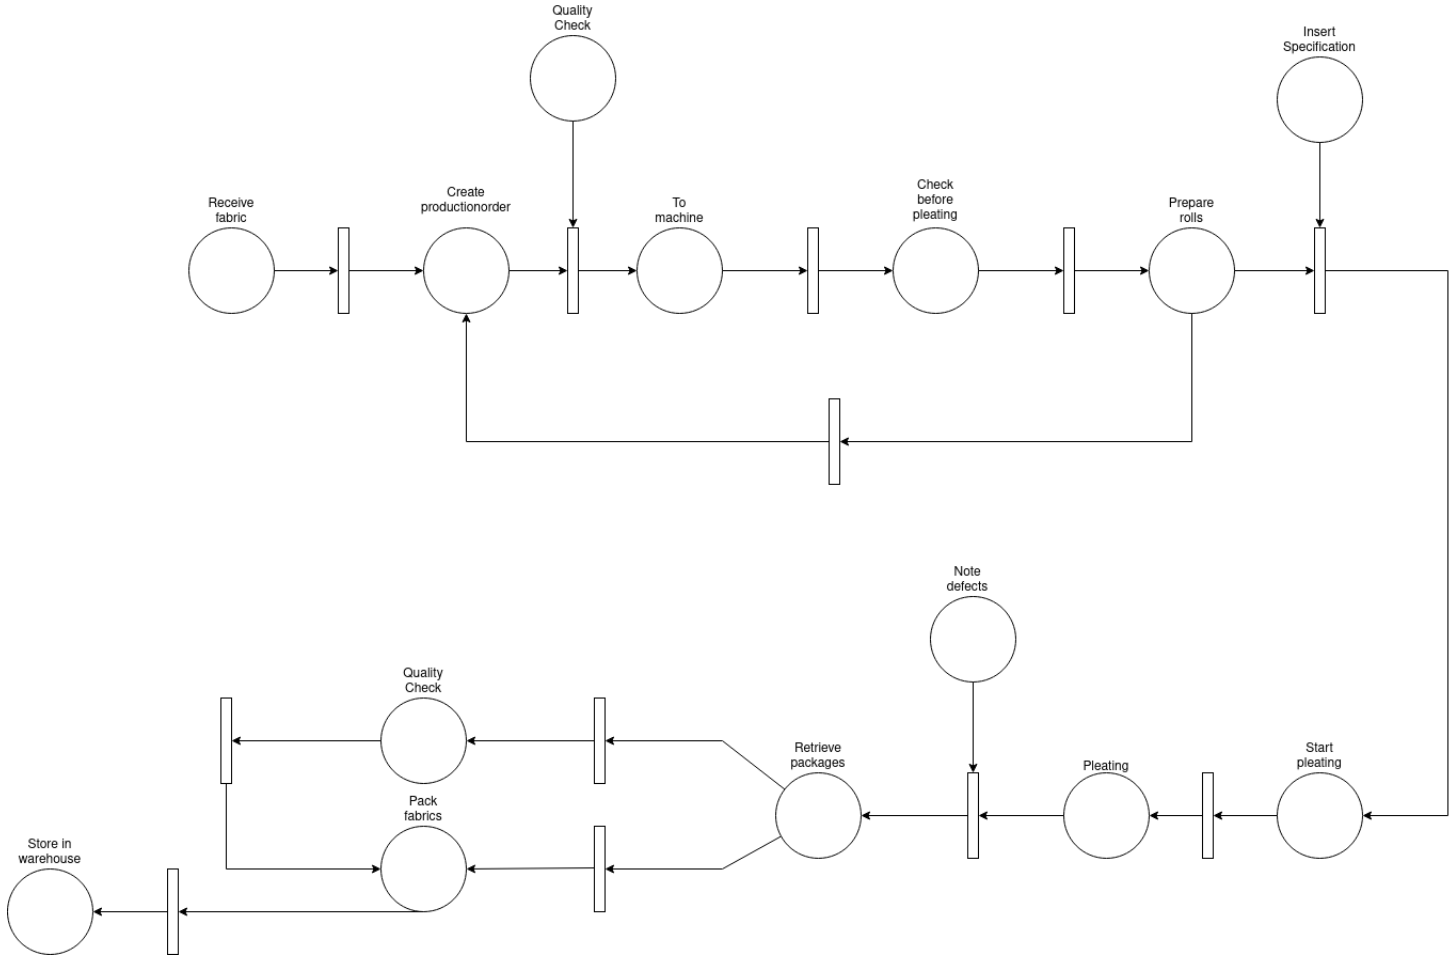 Quality
Check
Insert
Specification
Receive
fabric
Create
productionorder
To
machine
Check
before
pleating
Prepare
rolls
Note
defects
Quality
Check
Retrieve
packages
Pleating
Start
pleating
Pack
fabrics
Store in
warehouse